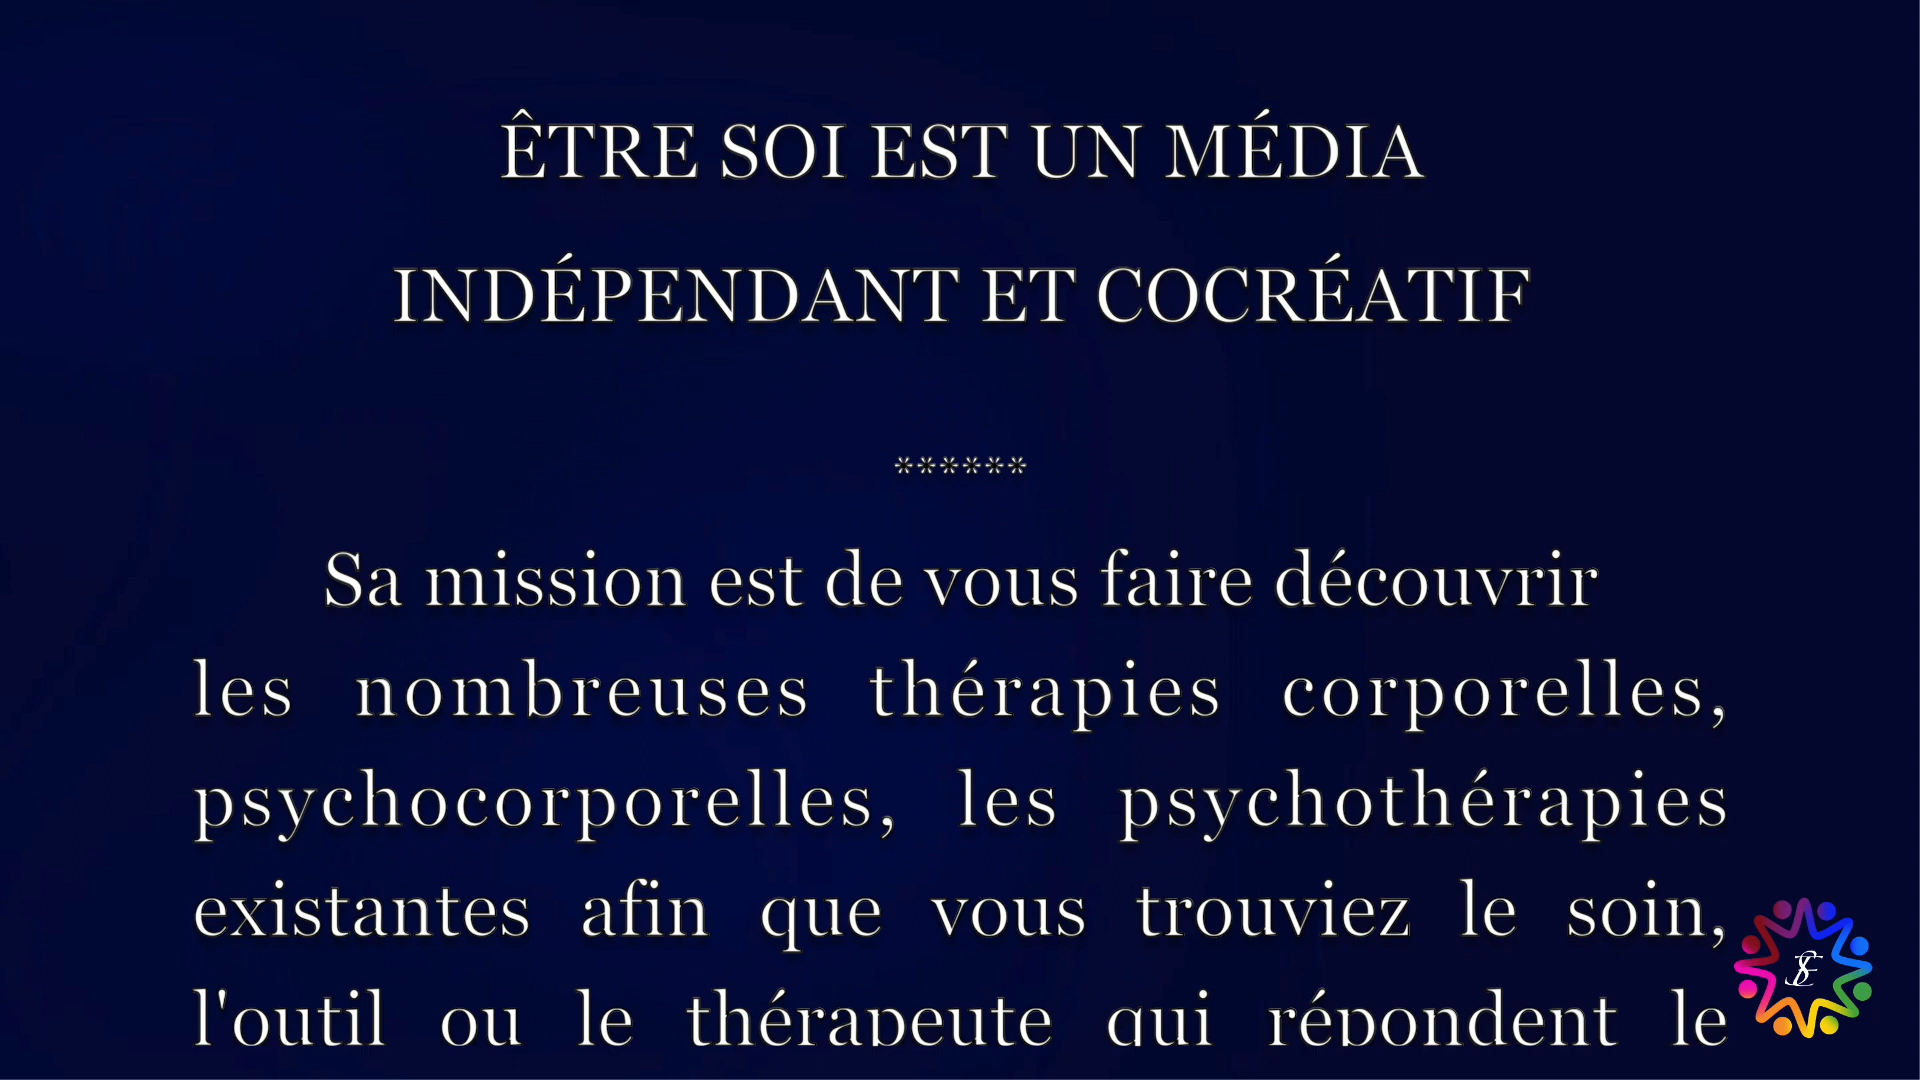 ÊTRE SOI EST UN MÉDIA
INDÉPENDANT ET COCRÉATIF
******
Sa mission est de vous faire découvrir
les nombreuses thérapies corporelles,
psychocorporelles, les psychothérapies
existantes afin que vous trouviez le soin,
l'outil ou le thérapeute qui répondent le